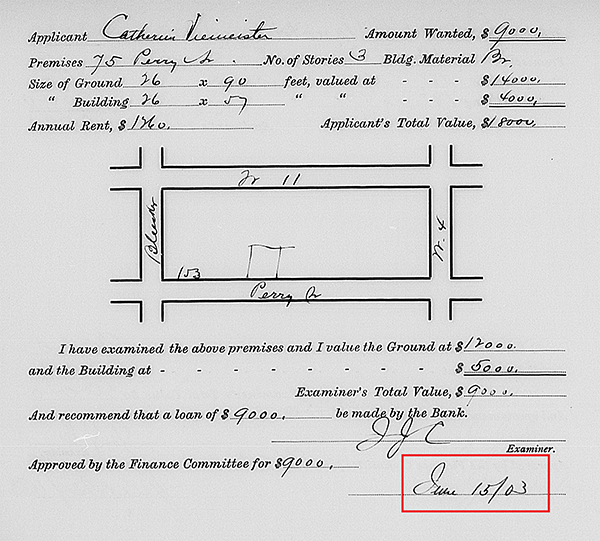 Applicant Catherine Viemeister Amount Wanted, $ 9000,
Premises 75 Perry St. No. of Stories 3 Bldg. Material Br.
Size of Ground 26 x 90 feet, valued at - - - $ 14000
" Building 26 x 57 " " - - - $ 4000,
Annual Rent, $ 1260. Applicant's Total Value, $ 18000.
W 11
Bleecker
W. 4
153
Perry St
I have examined the above premises and I value the Ground at $ 12000
and the Building at - - - - - - - - - $ 5000.
Examiner's Total Value, $ 9000.
And recommend that a loan of $ 9000, be made by the Bank.
J J C
Examiner.
Approved by the Finance Committee for $ 9000,
June 15/03